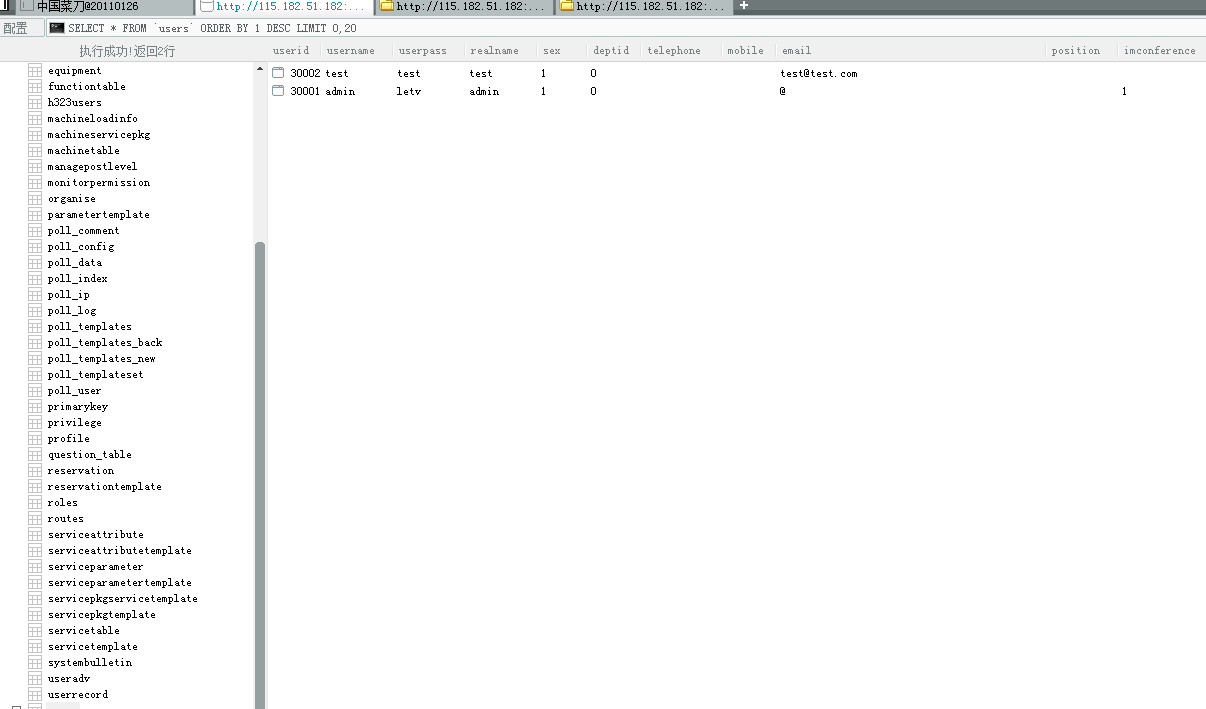 中国菜刀@20110126 http://115.182.51.182:... http://115.182.51.182:... http://115.182.51.182:...
配置 SELECT * FROM `users` ORDER BY 1 DESC LIMIT 0,20
执行成功!返回2行
userid username userpass realname sex deptid telephone mobile email position imconference
30002 test test test 1 0 test@test.com
30001 admin letv admin 1 0 @ 1
equipment
functiontable
h323users
machineloadinfo
machineservicepkg
machinetable
managepostlevel
monitorpermission
organise
parametertemplate
poll_comment
poll_config
poll_data
poll_index
poll_ip
poll_log
poll_templates
poll_templates_back
poll_templates_new
poll_templateset
poll_user
primarykey
privilege
profile
question_table
reservation
reservationtemplate
roles
routes
serviceattribute
serviceattributetemplate
serviceparameter
serviceparametertemplate
servicepkgservicetemplate
servicepkgtemplate
servicetable
servicetemplate
systembulletin
useradv
userrecord